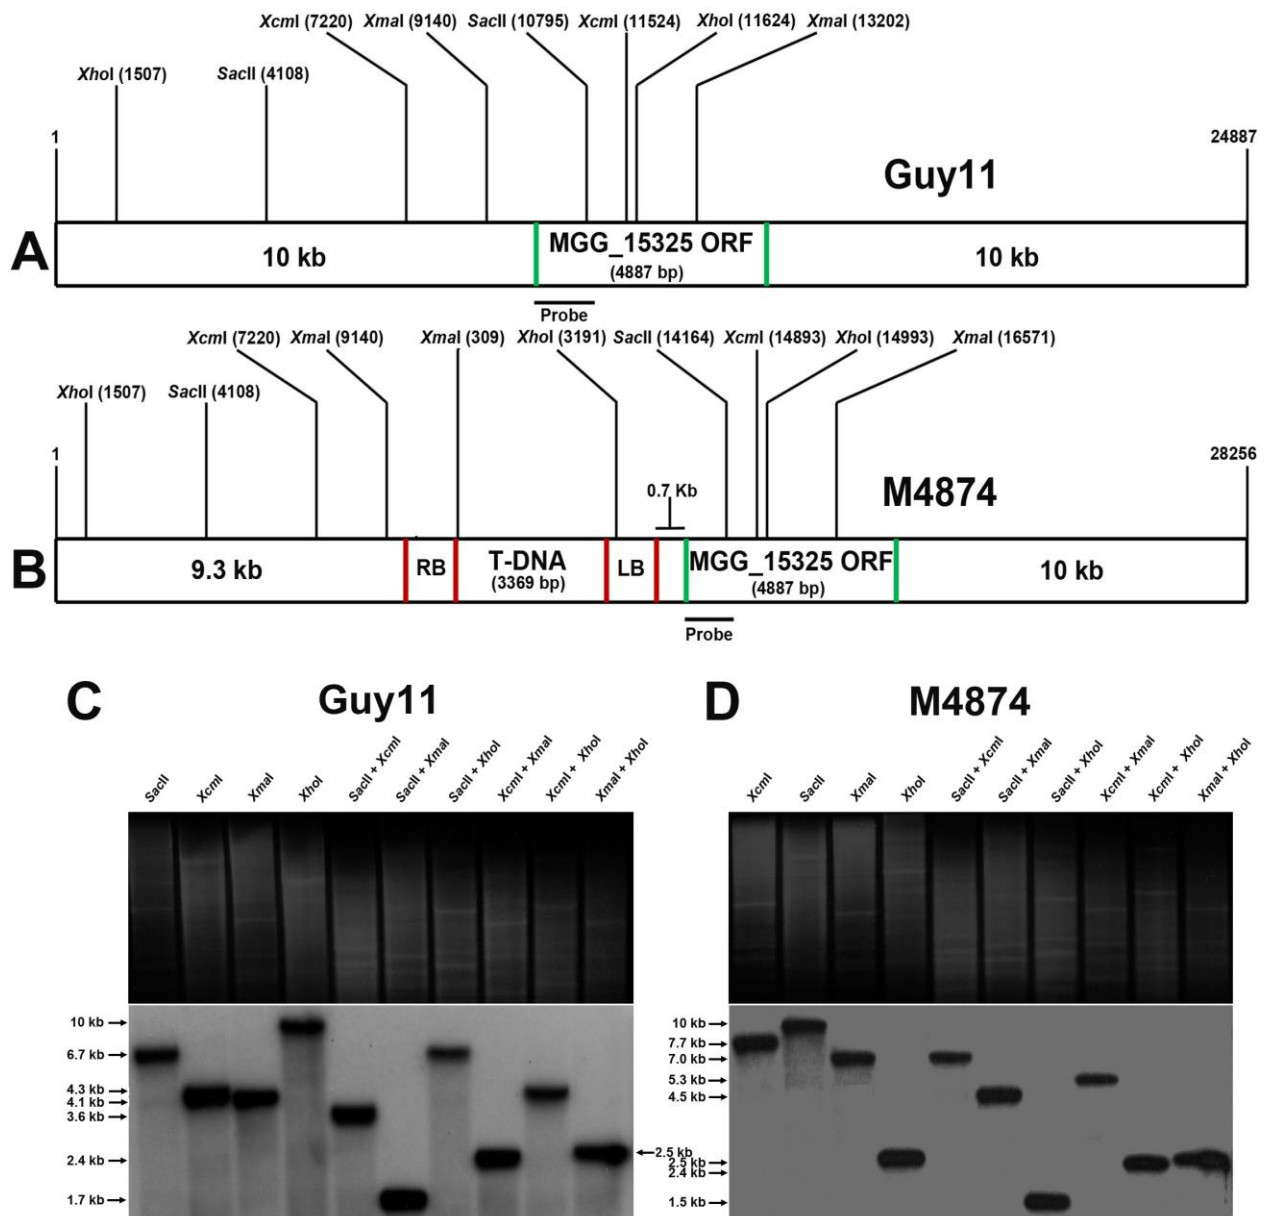 XcmI (7220) XmaI (9140) SacII (10795) XcmI (11524) XhoI (11624) XmaI (13202)
XhoI (1507) SacII (4108)
1 24887
Guy11
A
10 kb MGG_15325 ORF 10 kb
(4887 bp)
Probe
XcmI (7220) XmaI (9140) XmaI (309) XhoI (3191) SacII (14164) XcmI (14893) XhoI (14993) XmaI (16571)
XhoI (1507) SacII (4108)
1 28256
0.7 Kb
M4874
B
9.3 kb RB T-DNA LB MGG_15325 ORF 10 kb
(3369 bp) (4887 bp)
Probe
C Guy11
SacII XcmI XmaI XhoI SacII + XcmI SacII + XmaI SacII + XhoI XcmI + XmaI XcmI + XhoI XmaI + XhoI
10 kb
6.7 kb
4.3 kb
4.1 kb
3.6 kb
2.4 kb
1.7 kb
2.5 kb
D M4874
XcmI SacII XmaI XhoI SacII + XcmI SacII + XmaI SacII + XhoI XcmI + XmaI XcmI + XhoI XmaI + XhoI
10 kb
7.7 kb
7.0 kb
5.3 kb
4.5 kb
2.5 kb
2.4 kb
1.5 kb